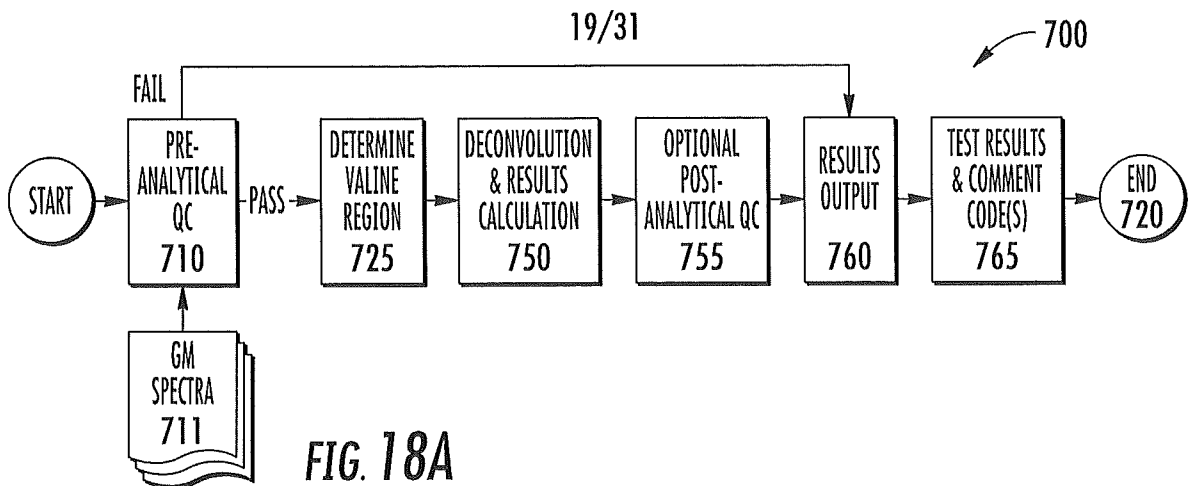 19/31
700
FAIL
START
PRE-
ANALYTICAL
QC
710
PASS
DETERMINE
VALINE
REGION
725
DECONVOLUTION
& RESULTS
CALCULATION
750
OPTIONAL
POST-
ANALYTICAL QC
755
RESULTS
OUTPUT
760
TEST RESULTS
& COMMENT
CODE(S)
765
END
720
GM
SPECTRA
711
FIG. 18A